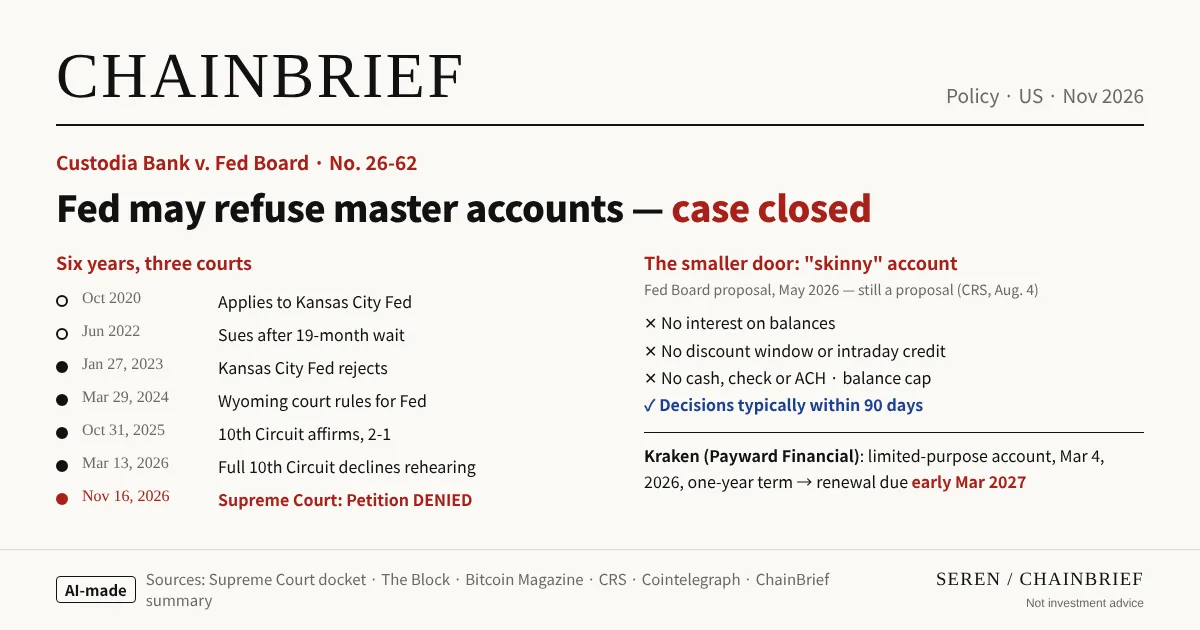 CHAINBRIEF
Policy · US · Nov 2026
Custodia Bank v. Fed Board · No. 26-62
Fed may refuse master accounts — case closed
Six years, three courts
Oct 2020 Applies to Kansas City Fed
Jun 2022 Sues after 19-month wait
Jan 27, 2023 Kansas City Fed rejects
Mar 29, 2024 Wyoming court rules for Fed
Oct 31, 2025 10th Circuit affirms, 2-1
Mar 13, 2026 Full 10th Circuit declines rehearing
Nov 16, 2026 Supreme Court: Petition DENIED
The smaller door: "skinny" account
Fed Board proposal, May 2026 — still a proposal (CRS, Aug. 4)
✕ No interest on balances
✕ No discount window or intraday credit
✕ No cash, check or ACH · balance cap
✓ Decisions typically within 90 days
Kraken (Payward Financial): limited-purpose account, Mar 4,
2026, one-year term → renewal due early Mar 2027
AI-made
Sources: Supreme Court docket · The Block · Bitcoin Magazine · CRS · Cointelegraph · ChainBrief
summary
SEREN / CHAINBRIEF
Not investment advice